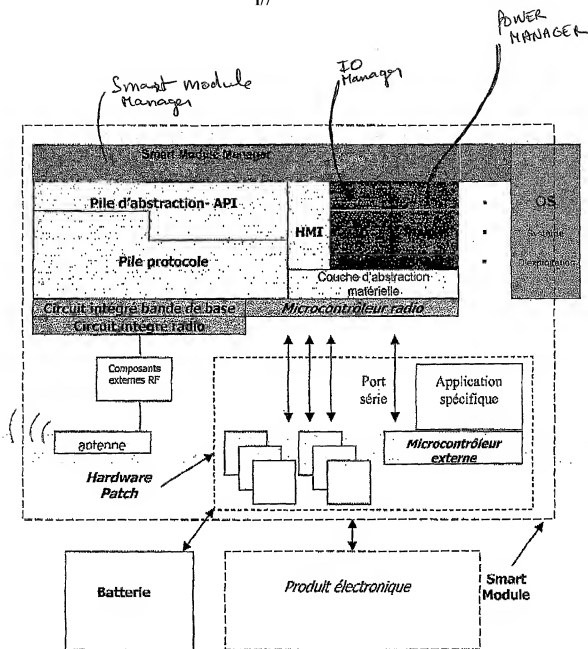 1/7
POWER
MANAGER
IO
Manager
Smart module
Manager
Smart Module Manager
Pile d'abstraction- API
HMI
OS
Pile protocole
Couche d'abstraction
matérielle
Circuit intégré bande de base
Microcontrôleur radio
Circuit intégré radio
Composants
externes RF
Port
série
Application
spécifique
antenne
Microcontrôleur
externe
Hardware
Patch
Batterie
Produit électronique
Smart
Module